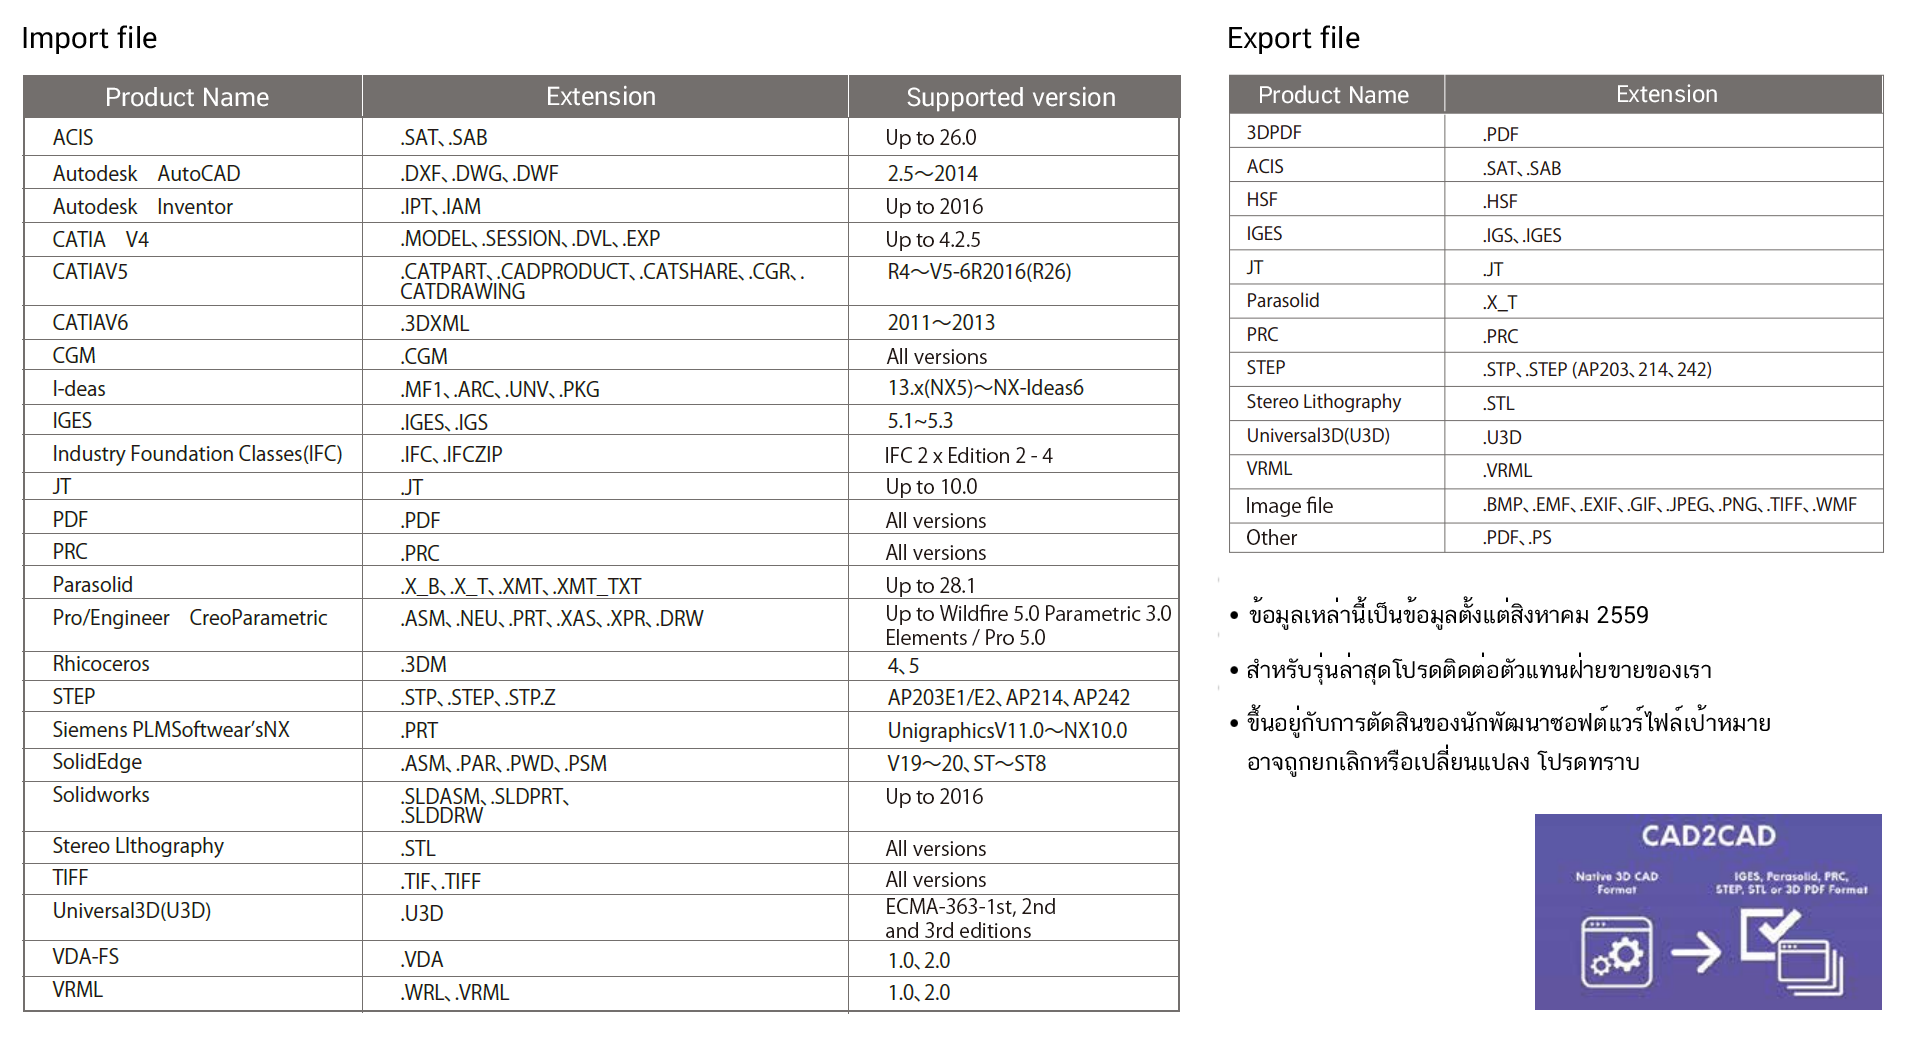 Import file
Product Name Extension Supported version
ACIS .SAT、.SAB Up to 26.0
Autodesk AutoCAD .DXF、.DWG、.DWF 2.5～2014
Autodesk Inventor .IPT、.IAM Up to 2016
CATIA V4 .MODEL、.SESSION、.DVL、.EXP Up to 4.2.5
CATIAV5 .CATPART、.CADPRODUCT、.CATSHARE、.CGR、. R4～V5-6R2016(R26)
CATDRAWING
CATIAV6 .3DXML 2011～2013
CGM .CGM All versions
I-deas .MF1、.ARC、.UNV、.PKG 13.x(NX5)～NX-Ideas6
IGES .IGES、.IGS 5.1~5.3
Industry Foundation Classes(IFC) .IFC、.IFCZIP IFC 2 x Edition 2 - 4
JT .JT Up to 10.0
PDF .PDF All versions
PRC .PRC All versions
Parasolid .X_B、.X_T、.XMT、.XMT_TXT Up to 28.1
Pro/Engineer CreoParametric .ASM、.NEU、.PRT、.XAS、.XPR、.DRW Up to Wildfire 5.0 Parametric 3.0
Elements / Pro 5.0
Rhicoceros .3DM 4、5
STEP .STP、.STEP、.STP.Z AP203E1/E2、AP214、AP242
Siemens PLMSoftwear'sNX .PRT UnigraphicsV11.0～NX10.0
SolidEdge .ASM、.PAR、.PWD、.PSM V19～20、ST～ST8
Solidworks .SLDASM、.SLDPRT、 Up to 2016
.SLDDRW
Stereo LIthography .STL All versions
TIFF .TIF、.TIFF All versions
Universal3D(U3D) .U3D ECMA-363-1st, 2nd
and 3rd editions
VDA-FS .VDA 1.0、2.0
VRML .WRL、.VRML 1.0、2.0
Export file
Product Name Extension
3DPDF .PDF
ACIS .SAT、.SAB
HSF .HSF
IGES .IGS、.IGES
JT .JT
Parasolid .X_T
PRC .PRC
STEP .STP、.STEP (AP203、214、242)
Stereo Lithography .STL
Universal3D(U3D) .U3D
VRML .VRML
Image file .BMP、.EMF、.EXIF、.GIF、.JPEG、.PNG、.TIFF、.WMF
Other .PDF、.PS
• ข้อมูลเหล่านี้เป็นข้อมูลตั้งแต่สิงหาคม 2559
• สำหรับรุ่นล่าสุดโปรดติดต่อตัวแทนฝ่ายขายของเรา
• ขึ้นอยู่กับการตัดสินของนักพัฒนาซอฟต์แวร์ไฟล์เป้าหมาย
อาจถูกยกเลิกหรือเปลี่ยนแปลง โปรดทราบ
CAD2CAD
Native 3D CAD
Format
IGES, Parasolid, PRC,
STEP, STL or 3D PDF Format